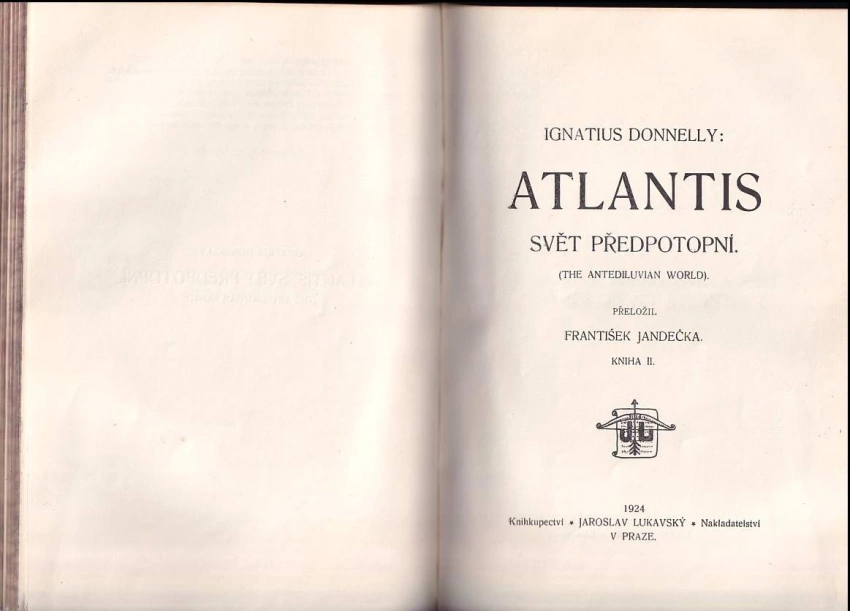 IGNATIUS DONNELLY:
ATLANTIS
SVĚT PŘEDPOTOPNÍ.
(THE ANTEDILUVIAN WORLD).
PŘELOŽIL
FRANTIŠEK JANDEČKA.
KNIHA II.
JL
1924
Knihkupectví * JAROSLAV LUKAVSKÝ * Nakladatelství
V PRAZE.